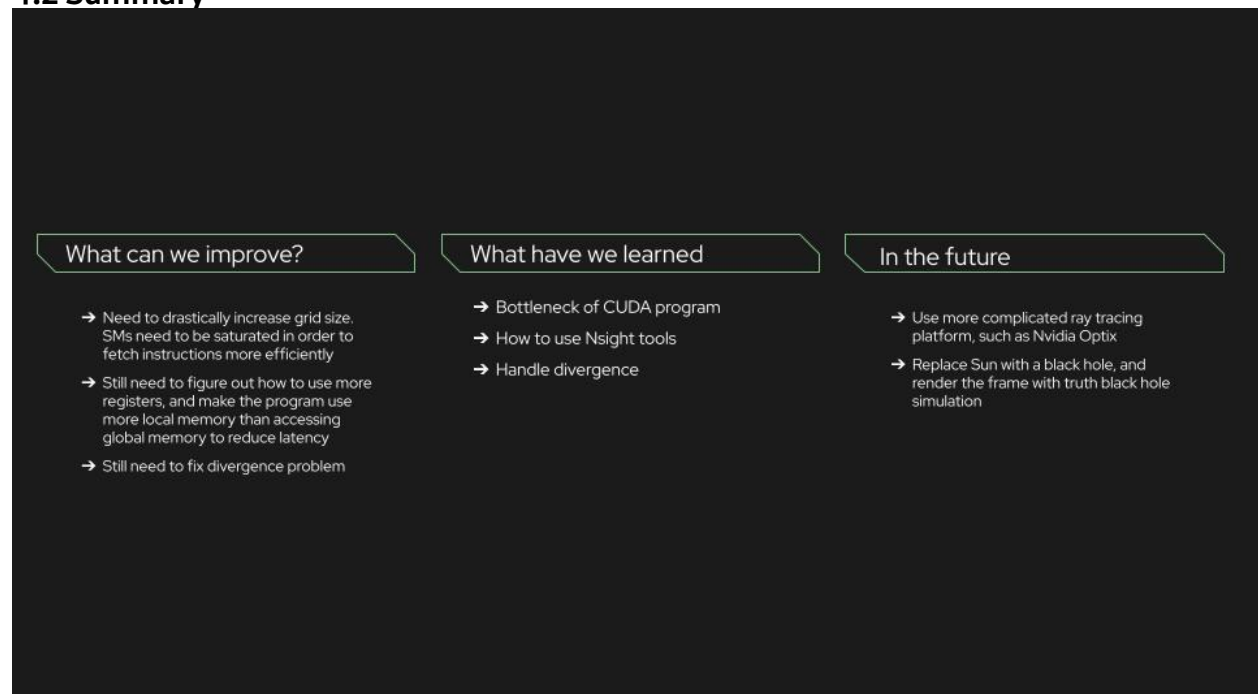 4.2 Summary
What can we improve?
→ Need to drastically increase grid size.
SMs need to be saturated in order to
fetch instructions more efficiently
→ Still need to figure out how to use more
registers, and make the program use
more local memory than accessing
global memory to reduce latency
→ Still need to fix divergence problem
What have we learned
→ Bottleneck of CUDA program
→ How to use Nsight tools
→ Handle divergence
In the future
→ Use more complicated ray tracing
platform, such as Nvidia Optix
→ Replace Sun with a black hole, and
render the frame with truth black hole
simulation